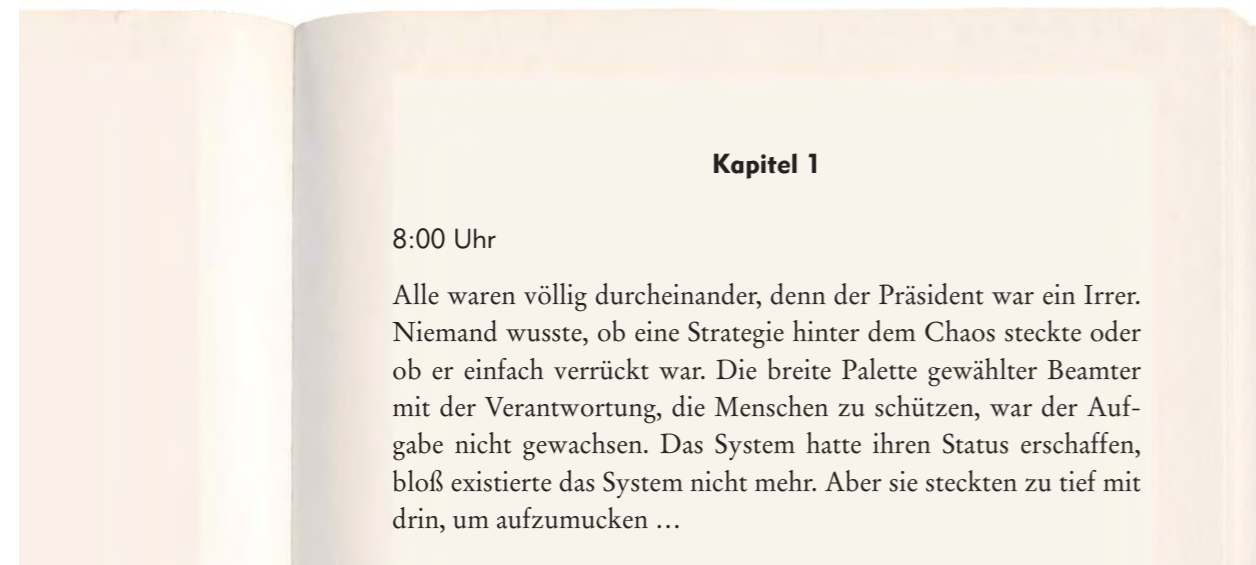 Kapitel 1
8:00 Uhr
Alle waren völlig durcheinander, denn der Präsident war ein Irrer.
Niemand wusste, ob eine Strategie hinter dem Chaos steckte oder
ob er einfach verrückt war. Die breite Palette gewählter Beamter
mit der Verantwortung, die Menschen zu schützen, war der Auf-
gabe nicht gewachsen. Das System hatte ihren Status erschaffen,
bloß existierte das System nicht mehr. Aber sie steckten zu tief mit
drin, um aufzumucken …